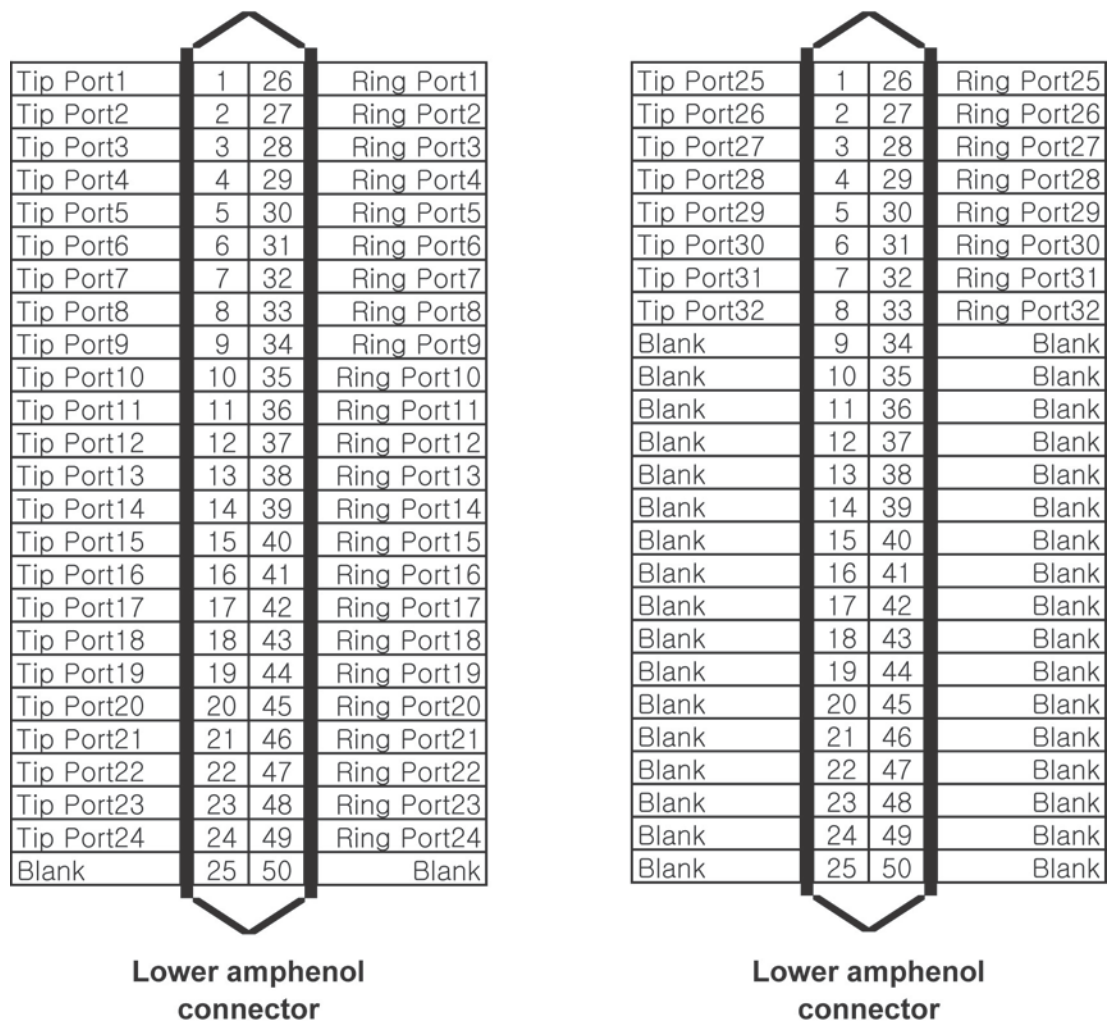 Tip Port1 1 26 Ring Port1
Tip Port2 2 27 Ring Port2
Tip Port3 3 28 Ring Port3
Tip Port4 4 29 Ring Port4
Tip Port5 5 30 Ring Port5
Tip Port6 6 31 Ring Port6
Tip Port7 7 32 Ring Port7
Tip Port8 8 33 Ring Port8
Tip Port9 9 34 Ring Port9
Tip Port10 10 35 Ring Port10
Tip Port11 11 36 Ring Port11
Tip Port12 12 37 Ring Port12
Tip Port13 13 38 Ring Port13
Tip Port14 14 39 Ring Port14
Tip Port15 15 40 Ring Port15
Tip Port16 16 41 Ring Port16
Tip Port17 17 42 Ring Port17
Tip Port18 18 43 Ring Port18
Tip Port19 19 44 Ring Port19
Tip Port20 20 45 Ring Port20
Tip Port21 21 46 Ring Port21
Tip Port22 22 47 Ring Port22
Tip Port23 23 48 Ring Port23
Tip Port24 24 49 Ring Port24
Blank 25 50 Blank
Lower amphenol
connector
Tip Port25 1 26 Ring Port25
Tip Port26 2 27 Ring Port26
Tip Port27 3 28 Ring Port27
Tip Port28 4 29 Ring Port28
Tip Port29 5 30 Ring Port29
Tip Port30 6 31 Ring Port30
Tip Port31 7 32 Ring Port31
Tip Port32 8 33 Ring Port32
Blank 9 34 Blank
Blank 10 35 Blank
Blank 11 36 Blank
Blank 12 37 Blank
Blank 13 38 Blank
Blank 14 39 Blank
Blank 15 40 Blank
Blank 16 41 Blank
Blank 17 42 Blank
Blank 18 43 Blank
Blank 19 44 Blank
Blank 20 45 Blank
Blank 21 46 Blank
Blank 22 47 Blank
Blank 23 48 Blank
Blank 24 49 Blank
Blank 25 50 Blank
Lower amphenol
connector